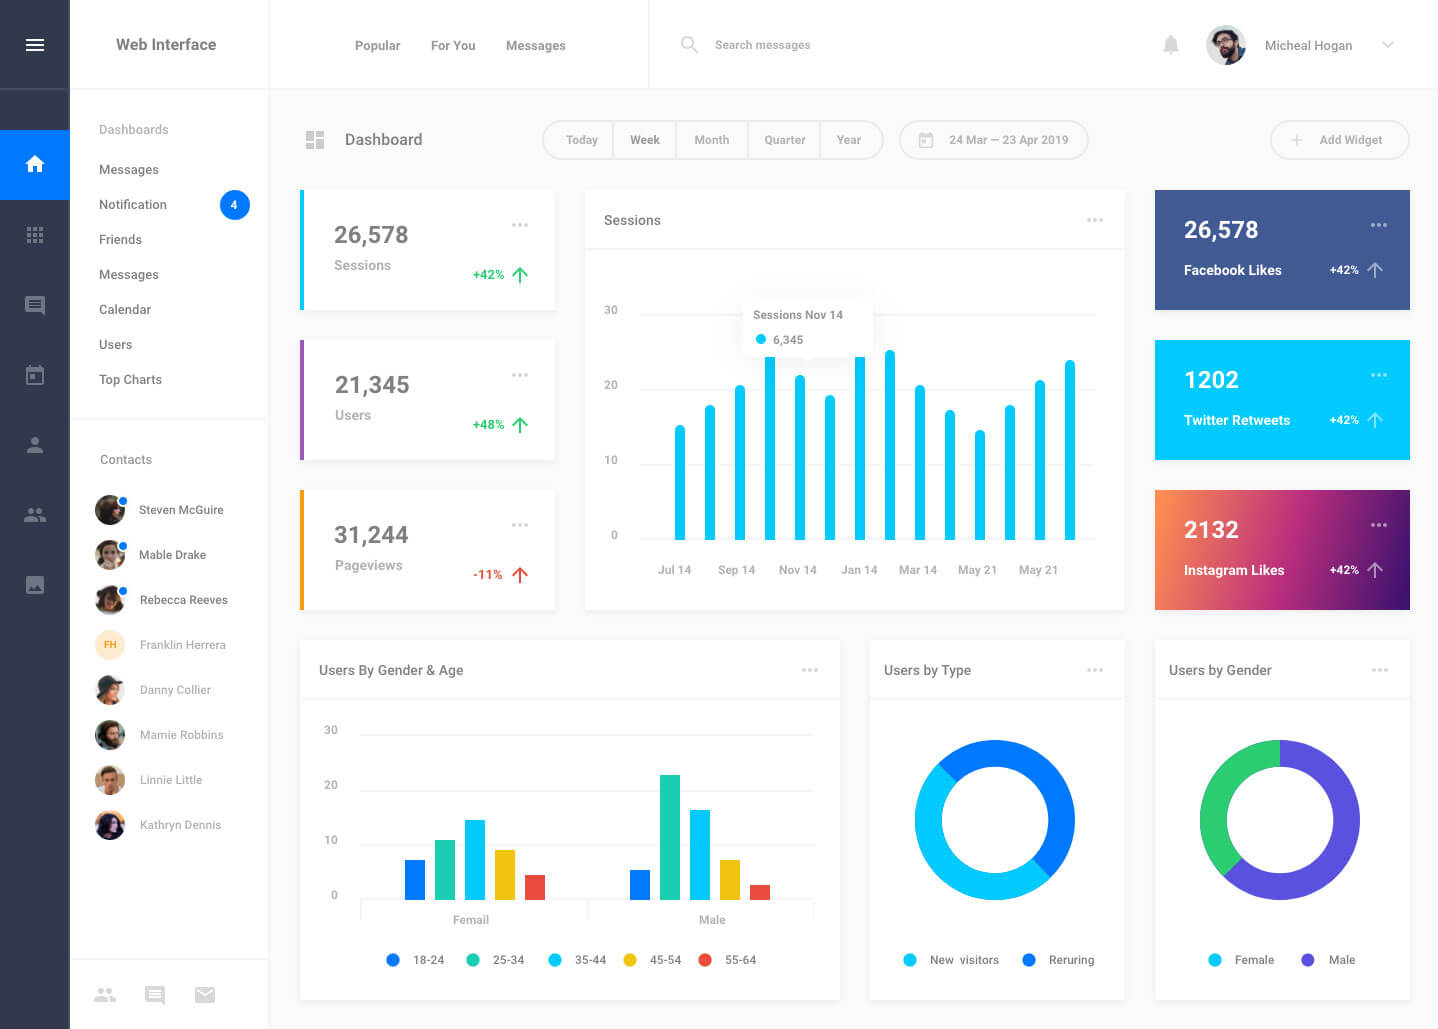 Web Interface
Popular
For You
Messages
Search messages
Micheal Hogan
Dashboards
Messages
Notification 4
Friends
Messages
Calendar
Users
Top Charts
Contacts
Steven McGuire
Mable Drake
Rebecca Reeves
FH Franklin Herrera
Danny Collier
Mamie Robbins
Linnie Little
Kathryn Dennis
Dashboard
Today
Week
Month
Quarter
Year
24 Mar — 23 Apr 2019
Add Widget
26,578
Sessions
+42%
21,345
Users
+48%
31,244
Pageviews
-11%
Sessions
30
20
10
0
Sessions Nov 14
6,345
Jul 14 Sep 14 Nov 14 Jan 14 Mar 14 May 21 May 21
26,578
Facebook Likes +42%
1202
Twitter Retweets +42%
2132
Instagram Likes +42%
Users By Gender & Age
30
20
10
0
Femail Male
18-24 25-34 35-44 45-54 55-64
Users by Type
New visitors Reruring
Users by Gender
Female Male